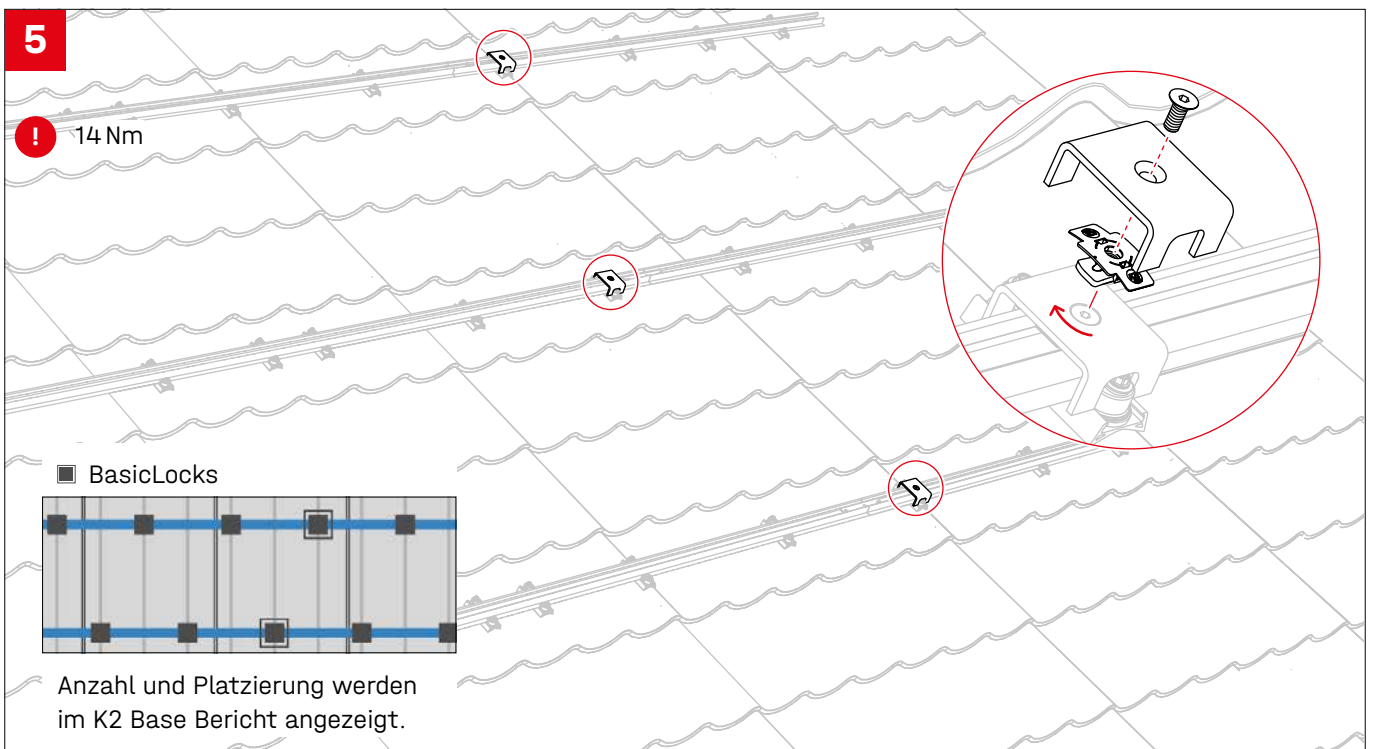 5
! 14 Nm
BasicLocks
Anzahl und Platzierung werden
im K2 Base Bericht angezeigt.